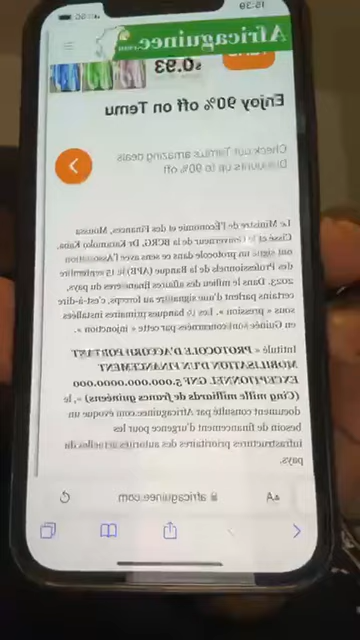 15:39
Africaguinee.com
$0.93
Enjoy 90% off on Temu
Check out Temu's amazing deals
Discounts up to 90% off
Le Ministre de l'Économie et des Finances, Moussa
Cissé et le Gouverneur de la BCRG, Dr Karamoko Kaba,
ont signé un protocole dans ce sens avec l'Association
des Professionnels de la Banque (APB) le 15 septembre
2023. Dans le milieu des affaires financières du pays,
certains parlent d'une signature au forceps, c'est-à-dire
sous « pression ». Les 16 banques primaires installées
en Guinée sont concernées par cette « injonction ».
Intitulé « PROTOCOLE D'ACCORD PORTANT
MOBILISATION D'UN FINANCEMENT
EXCEPTIONNEL GNF 5.000.000.000.000
(Cinq mille milliards de francs guinéens) », le
document consulté par Africaguinee.com évoque un
besoin de financement d'urgence pour les
infrastructures prioritaires des autorités actuelles du
pays.
AA africaguinee.com